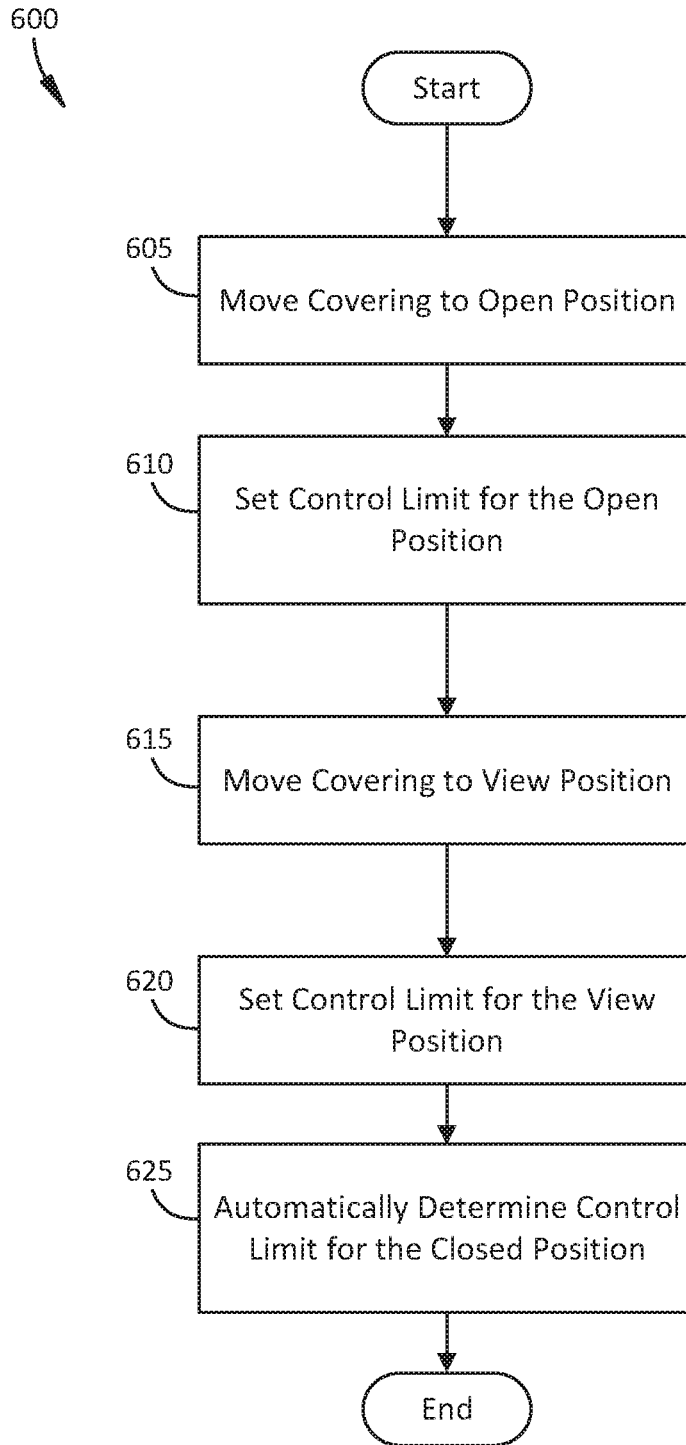 600
Start
605
Move Covering to Open Position
610
Set Control Limit for the Open
Position
615
Move Covering to View Position
620
Set Control Limit for the View
Position
625
Automatically Determine Control
Limit for the Closed Position
End